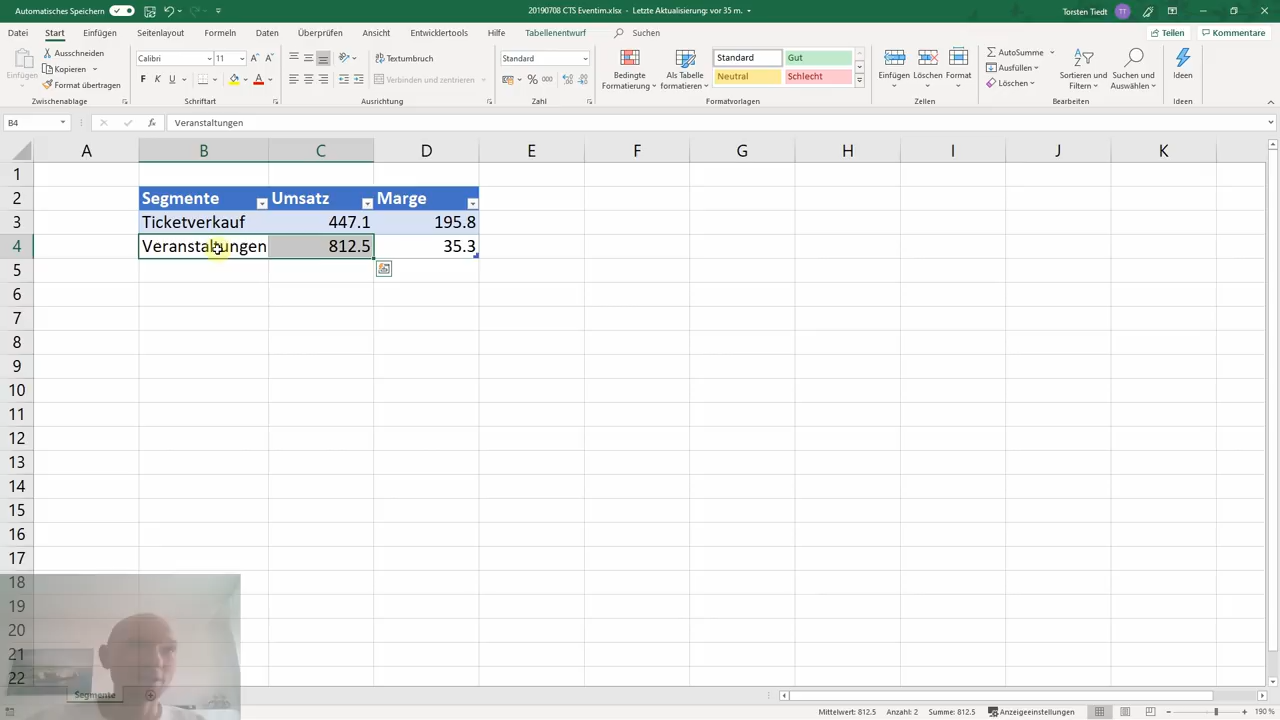 Automatisches Speichern
20190708 CTS Eventim.xlsx - Letzte Aktualisierung: vor 35 m.
Torsten Tiedt
TT
Datei Start Einfügen Seitenlayout Formeln Daten Überprüfen Ansicht Entwicklertools Hilfe Tabellenentwurf Suchen
Teilen Kommentare
Einfügen
Ausschneiden
Kopieren
Format übertragen
Zwischenablage
Calibri 11
F K U
Schriftart
Textumbruch
Verbinden und zentrieren
Ausrichtung
Standard
% 000
Zahl
Bedingte
Formatierung
Als Tabelle
formatieren
Standard Gut
Neutral Schlecht
Formatvorlagen
Einfügen Löschen Format
Zellen
AutoSumme
Ausfüllen
Löschen
Sortieren und
Filtern
Suchen und
Auswählen
Bearbeiten
Ideen
Ideen
B4 fx Veranstaltungen
A B C D E F G H I J K
1
2 Segmente Umsatz Marge
3 Ticketverkauf 447.1 195.8
4 Veranstaltungen 812.5 35.3
5
6
7
8
9
10
11
12
13
14
15
16
17
18
19
20
21
22
Segmente
Mittelwert: 812.5 Anzahl: 2 Summe: 812.5 Anzeigeeinstellungen 190 %